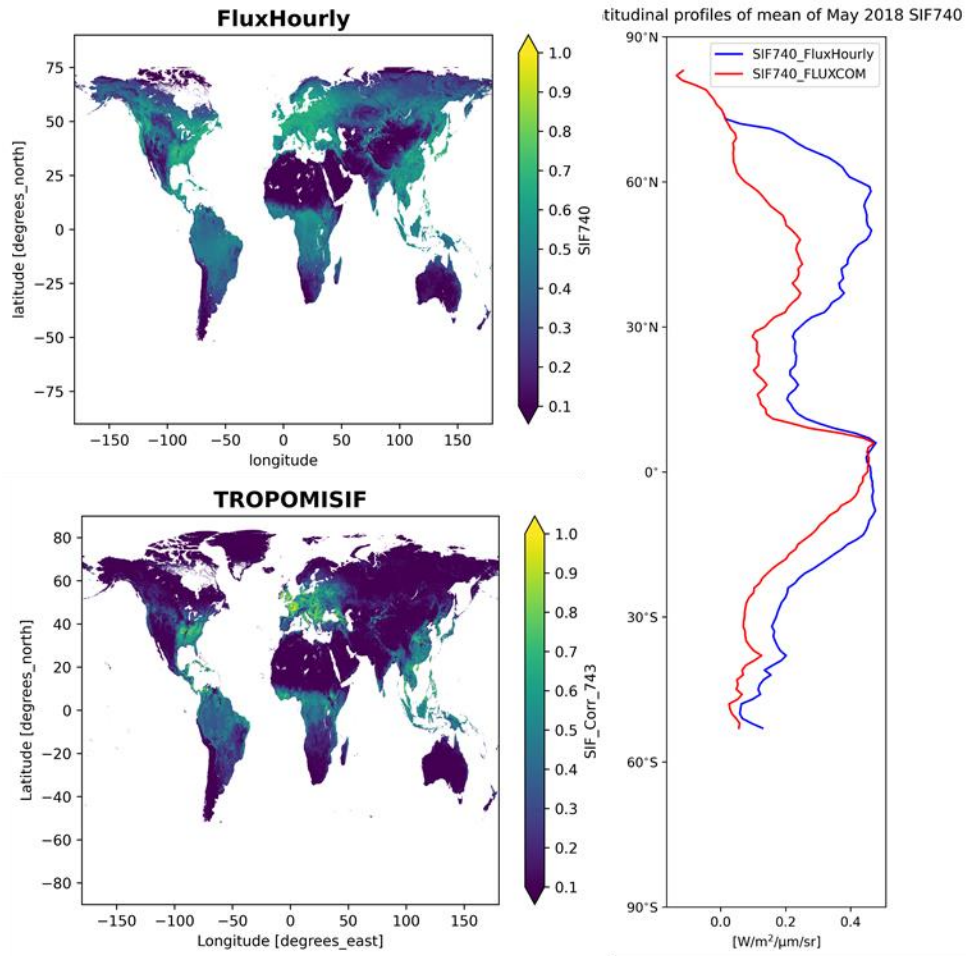 FluxHourly
75
50
25
0
−25
−50
−75
latitude [degrees_north]
−150 −100 −50 0 50 100 150
longitude
1.0
0.9
0.8
0.7
0.6
0.5
0.4
0.3
0.2
0.1
SIF740
TROPOMISIF
80
60
40
20
0
−20
−40
−60
−80
Latitude [degrees_north]
−150 −100 −50 0 50 100 150
Longitude [degrees_east]
1.0
0.9
0.8
0.7
0.6
0.5
0.4
0.3
0.2
0.1
SIF_Corr_743
titudinal profiles of mean of May 2018 SIF740
SIF740_FluxHourly
SIF740_FLUXCOM
90°N
60°N
30°N
0°
30°S
60°S
90°S
0.0 0.2 0.4
[W/m²/μm/sr]